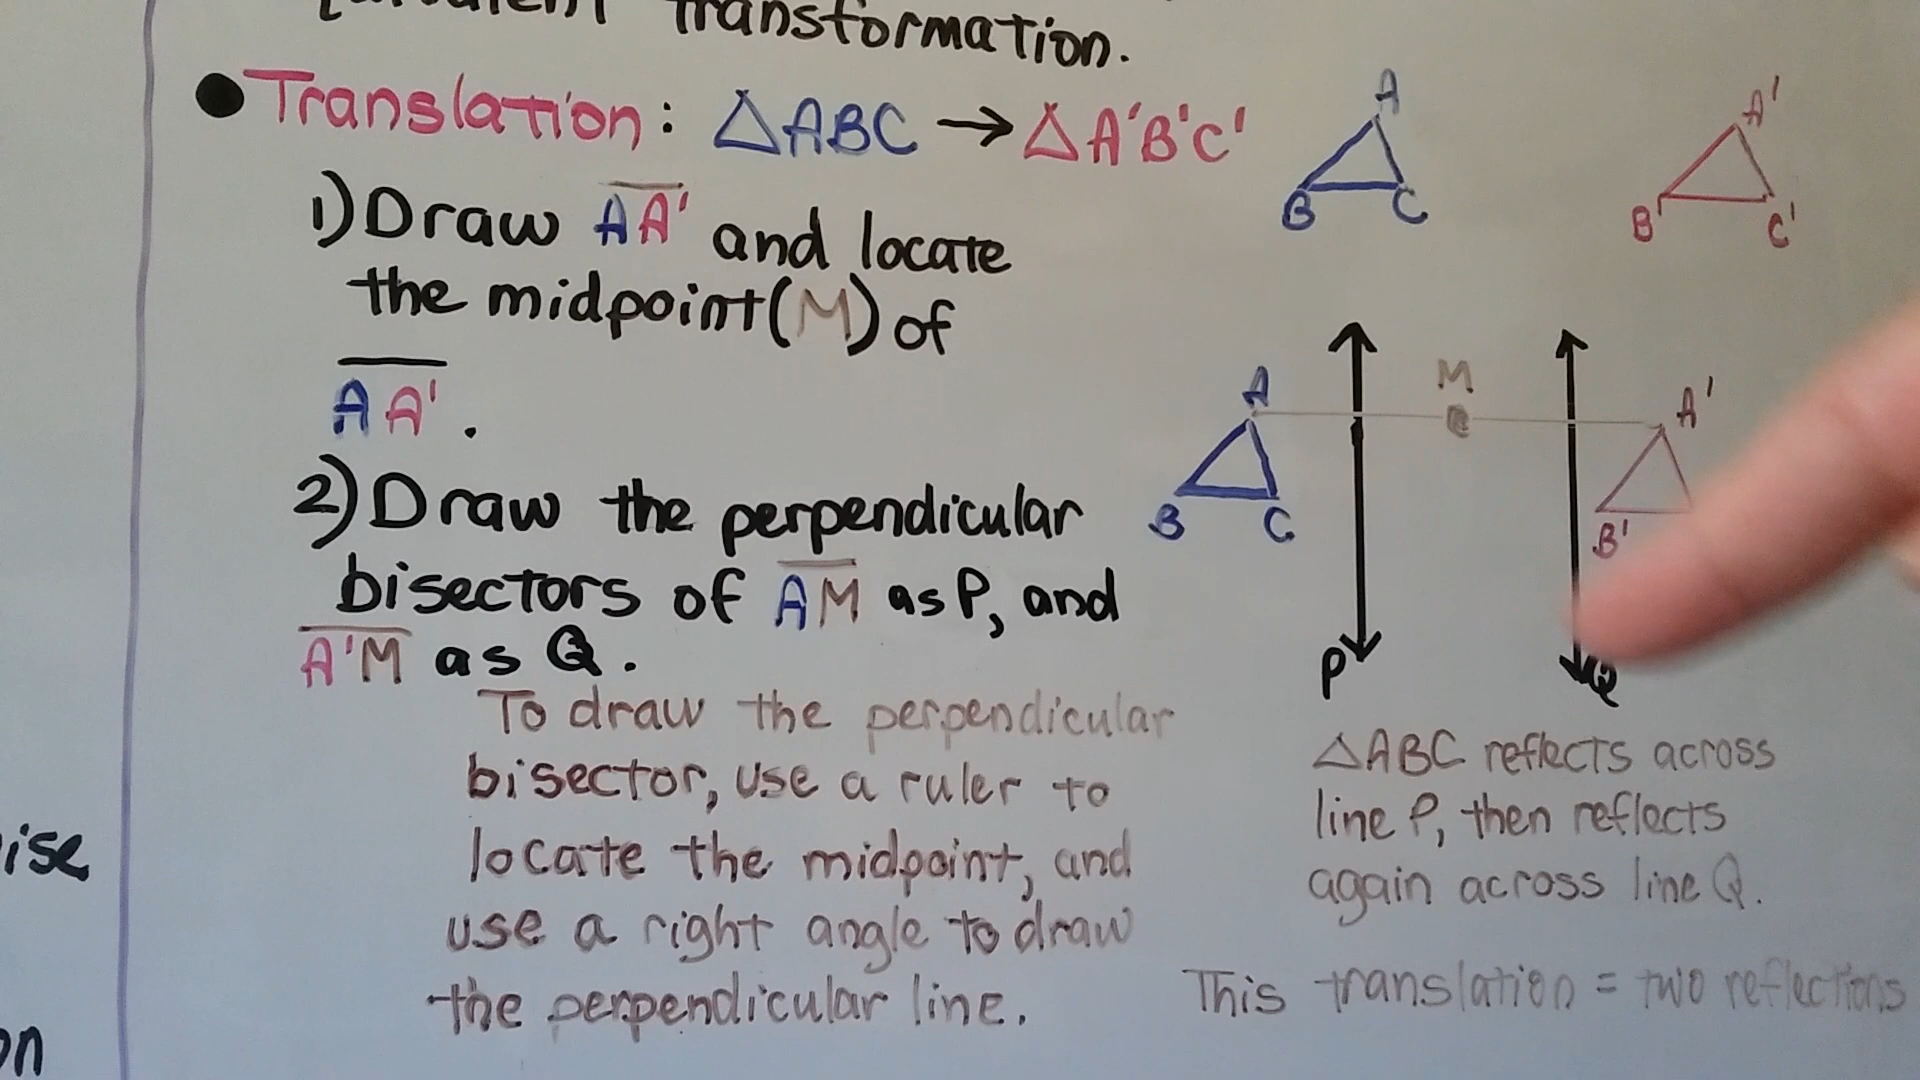 transformation.
• Translation: △ABC → △A'B'C'
1) Draw AA' and locate
the midpoint (M) of
AA'.
2) Draw the perpendicular
bisectors of AM as P, and
A'M as Q.
To draw the perpendicular
bisector, use a ruler to
locate the midpoint, and
use a right angle to draw
the perpendicular line.
A
B
C
A'
B'
C'
M
A
A'
B
C
B'
P
Q
△ABC reflects across
line P, then reflects
again across line Q.
This translation = two reflections